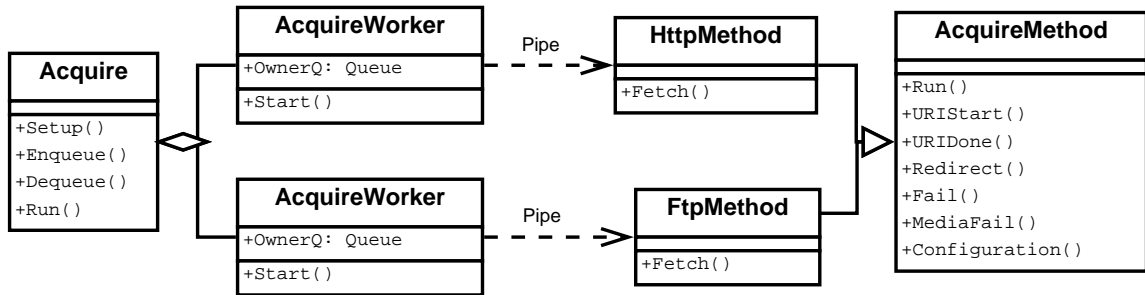 Acquire
+Setup()
+Enqueue()
+Dequeue()
+Run()
AcquireWorker
+OwnerQ: Queue
+Start()
Pipe
HttpMethod
+Fetch()
AcquireWorker
+OwnerQ: Queue
+Start()
Pipe
FtpMethod
+Fetch()
AcquireMethod
+Run()
+URIStart()
+URIDone()
+Redirect()
+Fail()
+MediaFail()
+Configuration()